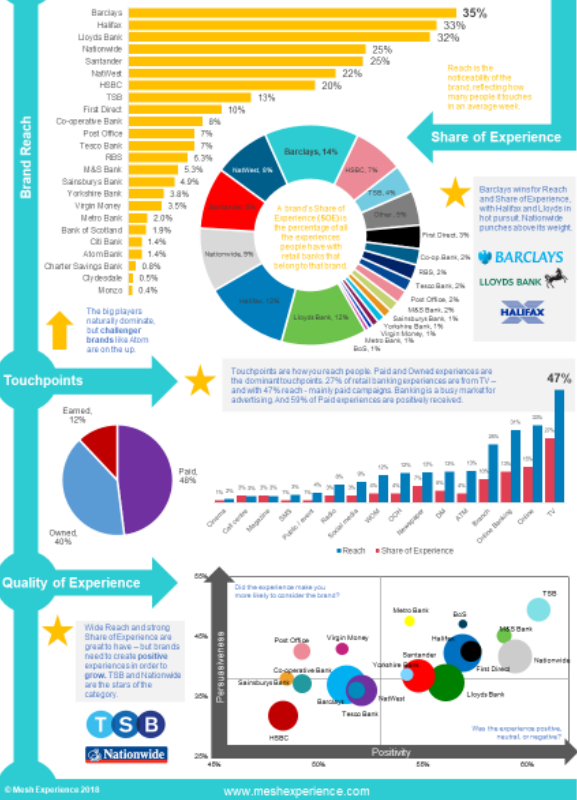 Barclays 35%
Halifax 33%
Lloyds Bank 32%
Nationwide 25%
Santander 25%
NatWest 22%
HSBC 20%
TSB 13%
First Direct 10%
Co-operative Bank 8%
Post Office 7%
Tesco Bank 7%
RBS 6.3%
M&S Bank 5.3%
Sainsburys Bank 4.9%
Yorkshire Bank 3.8%
Virgin Money 3.5%
Metro Bank 2.0%
Bank of Scotland 1.9%
Citi Bank 1.4%
Atom Bank 1.4%
Charter Savings Bank 0.8%
Clydesdale 0.5%
Monzo 0.4%
Brand Reach
Reach is the
noticeability of the
brand, reflecting how
many people it touches
in an average week.
Share of Experience
Barclays, 14%
HSBC, 7%
TSB, 4%
Other, 5%
First Direct, 3%
Co-op Bank, 2%
RBS, 2%
Tesco Bank, 2%
Post Office, 2%
M&S Bank, 2%
Sainsburys Bank, 1%
Yorkshire Bank, 1%
Virgin Money, 1%
Metro Bank, 1%
BoS, 1%
Lloyds Bank, 12%
Halifax, 13%
Nationwide, 9%
NatWest, 8%
A brand's Share of
Experience (SOE) is
the percentage of all
the experiences
people have with
retail banks that
belong to that brand.
Barclays wins for Reach
and Share of Experience,
with Halifax and Lloyds in
hot pursuit. Nationwide
punches above its weight.
BARCLAYS
LLOYDS BANK
HALIFAX
The big players
naturally dominate,
but challenger
brands like Atom
are on the up.
Touchpoints
Touchpoints are how you reach people. Paid and Owned experiences are
the dominant touchpoints. 27% of retail banking experiences are from TV –
and with 47% reach - mainly paid campaigns. Banking is a busy market for
advertising. And 59% of Paid experiences are positively received.
47%
Earned,
12%
Paid,
48%
Owned,
40%
Cinema
Call centre
Magazine
SMS
Public / event
Radio
Social media
WOM
OOH
Newspaper
DM
ATM
Branch
Online Banking
Online
TV
Reach
Share of Experience
Quality of Experience
Wide Reach and strong
Share of Experience are
great to have – but brands
need to create positive
experiences in order to
grow. TSB and Nationwide
are the stars of the
category.
TSB
Nationwide
55%
45%
35%
25%
Persuasiveness
Did the experience make you
more likely to consider the brand?
TSB
Metro Bank
BoS
M&S Bank
Post Office
Virgin Money
Halifax
Santander
Nationwide
Yorkshire Bank
First Direct
Co-operative Bank
Sainsburys Bank
Barclays
NatWest
Lloyds Bank
Tesco Bank
HSBC
Was the experience positive,
neutral, or negative?
Positivity
45%
50%
55%
60%
© Mesh Experience 2018
www.meshexperience.com